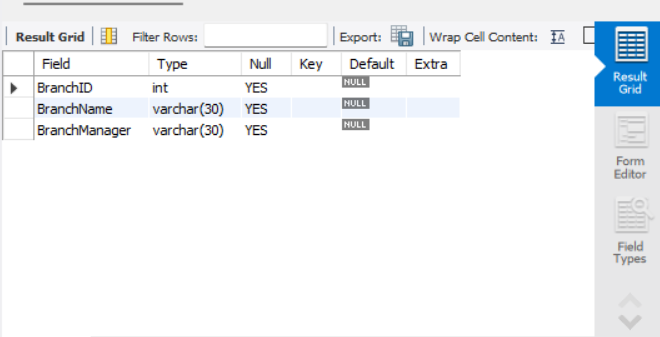 Result Grid Filter Rows: Export: Wrap Cell Content: IA
Field Type Null Key Default Extra
BranchID int YES NULL
BranchName varchar(30) YES NULL
BranchManager varchar(30) YES NULL
Result
Grid
Form
Editor
Field
Types